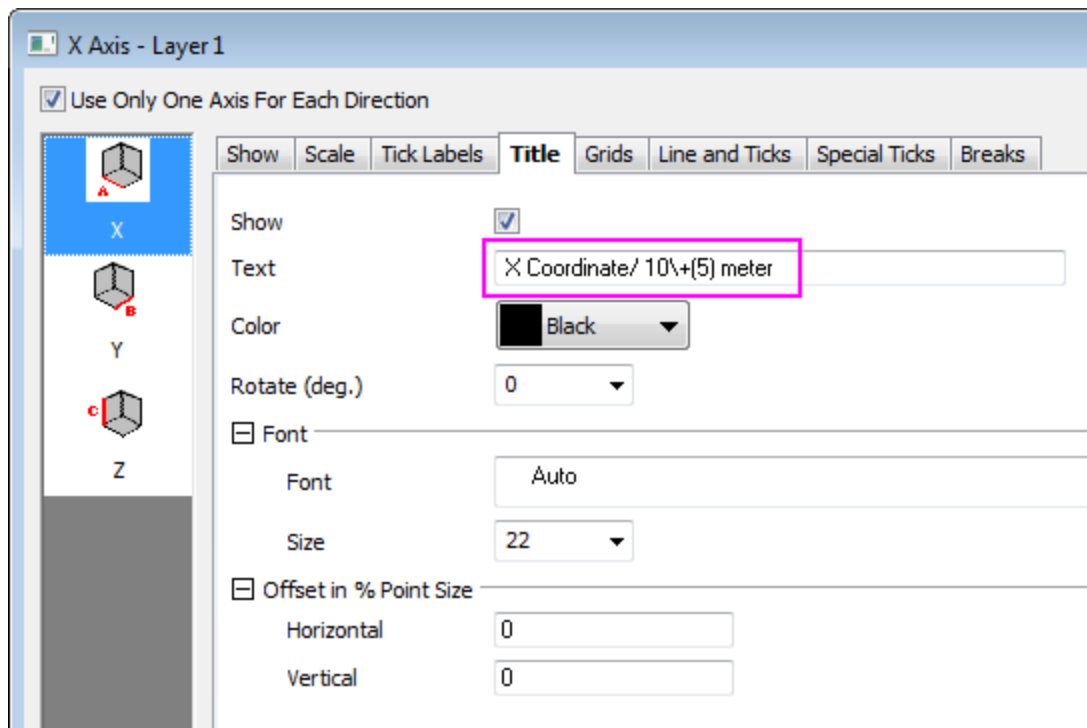 X Axis - Layer 1
Use Only One Axis For Each Direction
Show Scale Tick Labels Title Grids Line and Ticks Special Ticks Breaks
A
X
B
Y
C
Z
Show
Text X Coordinate/ 10\+(5) meter
Color Black
Rotate (deg.) 0
Font
Font Auto
Size 22
Offset in % Point Size
Horizontal 0
Vertical 0